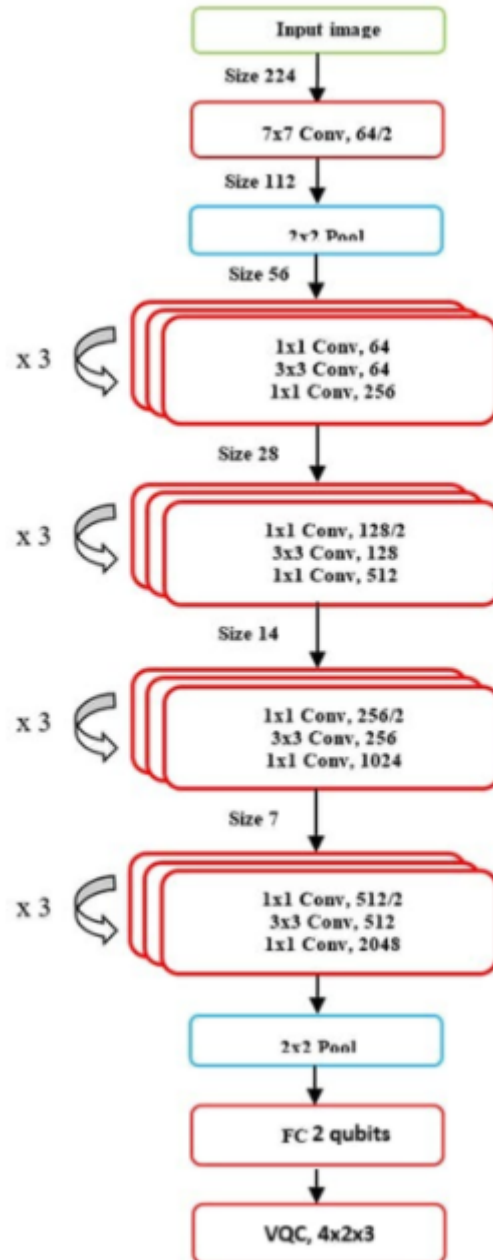 Input image
Size 224
7x7 Conv, 64/2
Size 112
2x2 Pool
Size 56
x 3
1x1 Conv, 64
3x3 Conv, 64
1x1 Conv, 256
Size 28
x 3
1x1 Conv, 128/2
3x3 Conv, 128
1x1 Conv, 512
Size 14
x 3
1x1 Conv, 256/2
3x3 Conv, 256
1x1 Conv, 1024
Size 7
x 3
1x1 Conv, 512/2
3x3 Conv, 512
1x1 Conv, 2048
2x2 Pool
FC 2 qubits
VQC, 4x2x3